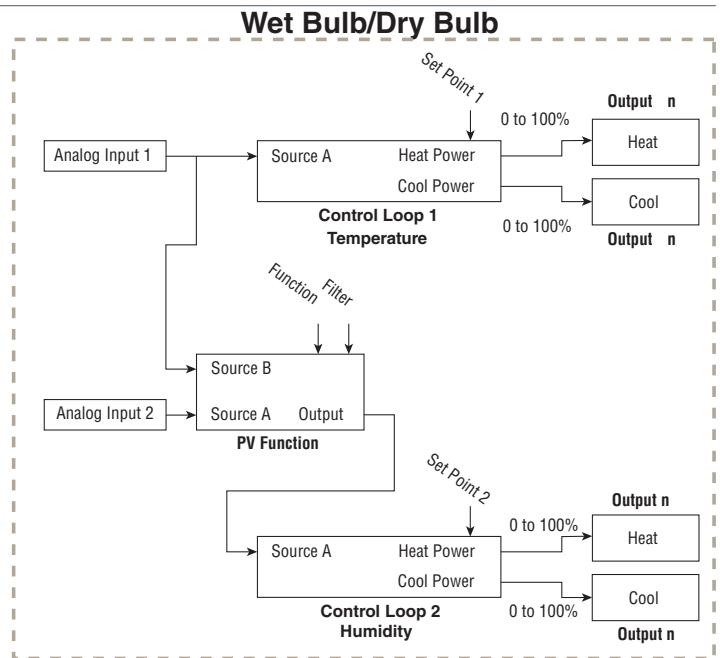 Wet Bulb/Dry Bulb
Set Point 1
Output n
0 to 100%
Heat
Analog Input 1
Source A
Heat Power
Cool Power
Cool
Control Loop 1
Temperature
0 to 100%
Output n
Function
Filter
Source B
Analog Input 2
Source A
Output
PV Function
Set Point 2
Output n
0 to 100%
Heat
Source A
Heat Power
Cool Power
Cool
Control Loop 2
Humidity
0 to 100%
Output n